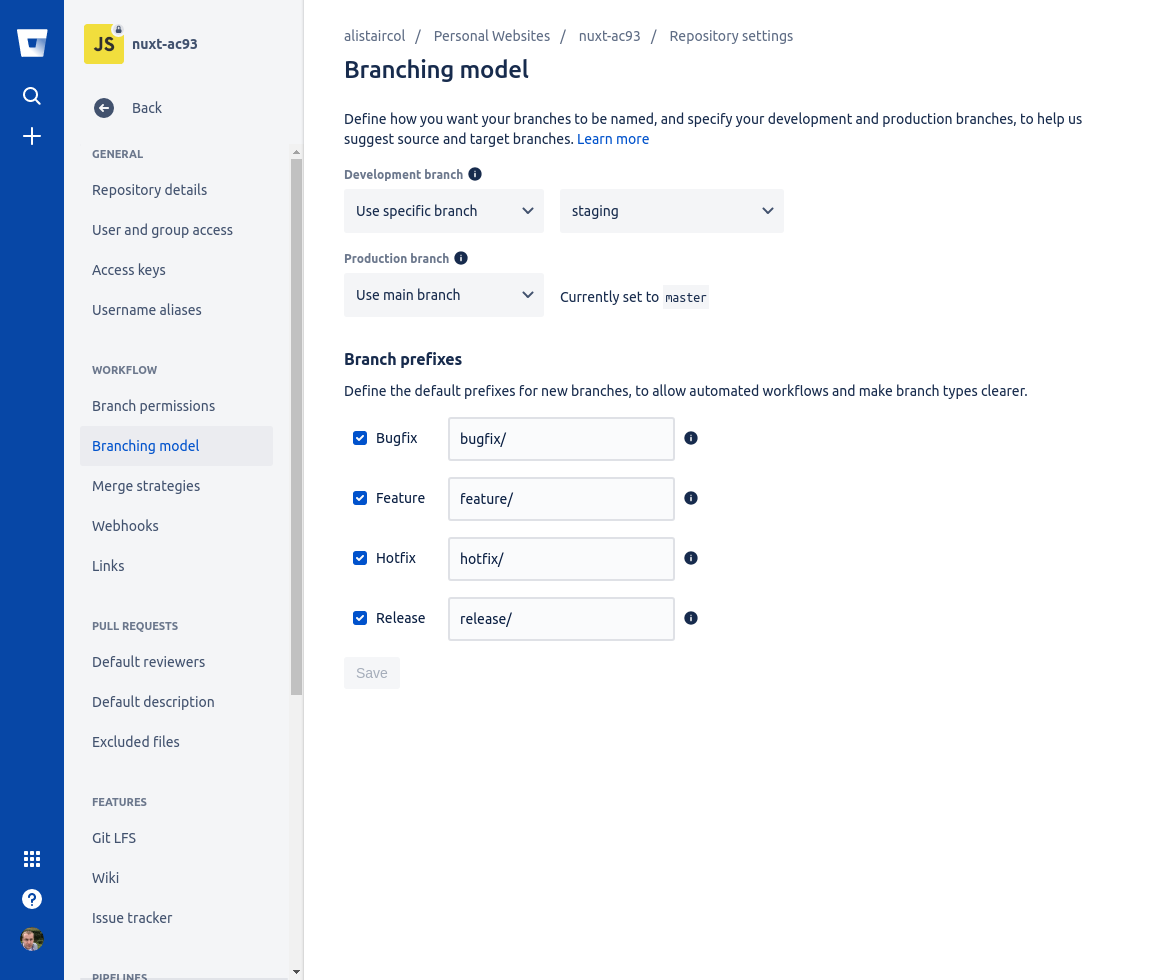 JS
nuxt-ac93
Back
GENERAL
Repository details
User and group access
Access keys
Username aliases
WORKFLOW
Branch permissions
Branching model
Merge strategies
Webhooks
Links
PULL REQUESTS
Default reviewers
Default description
Excluded files
FEATURES
Git LFS
Wiki
Issue tracker
PIPELINES
alistaircol / Personal Websites / nuxt-ac93 / Repository settings
Branching model
Define how you want your branches to be named, and specify your development and production branches, to help us
suggest source and target branches. Learn more
Development branch
Use specific branch staging
Production branch
Use main branch Currently set to master
Branch prefixes
Define the default prefixes for new branches, to allow automated workflows and make branch types clearer.
Bugfix bugfix/
Feature feature/
Hotfix hotfix/
Release release/
Save